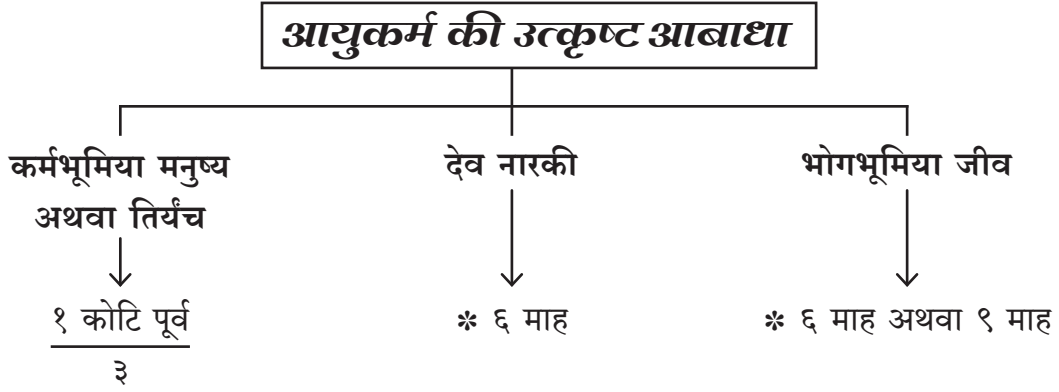 आयुकर्म की उत्कृष्ट आबाधा
कर्मभूमिया मनुष्य
अथवा तिर्यंच
देव नारकी
भोगभूमिया जीव
१ कोटि पूर्व
३
* ६ माह
* ६ माह अथवा ९ माह